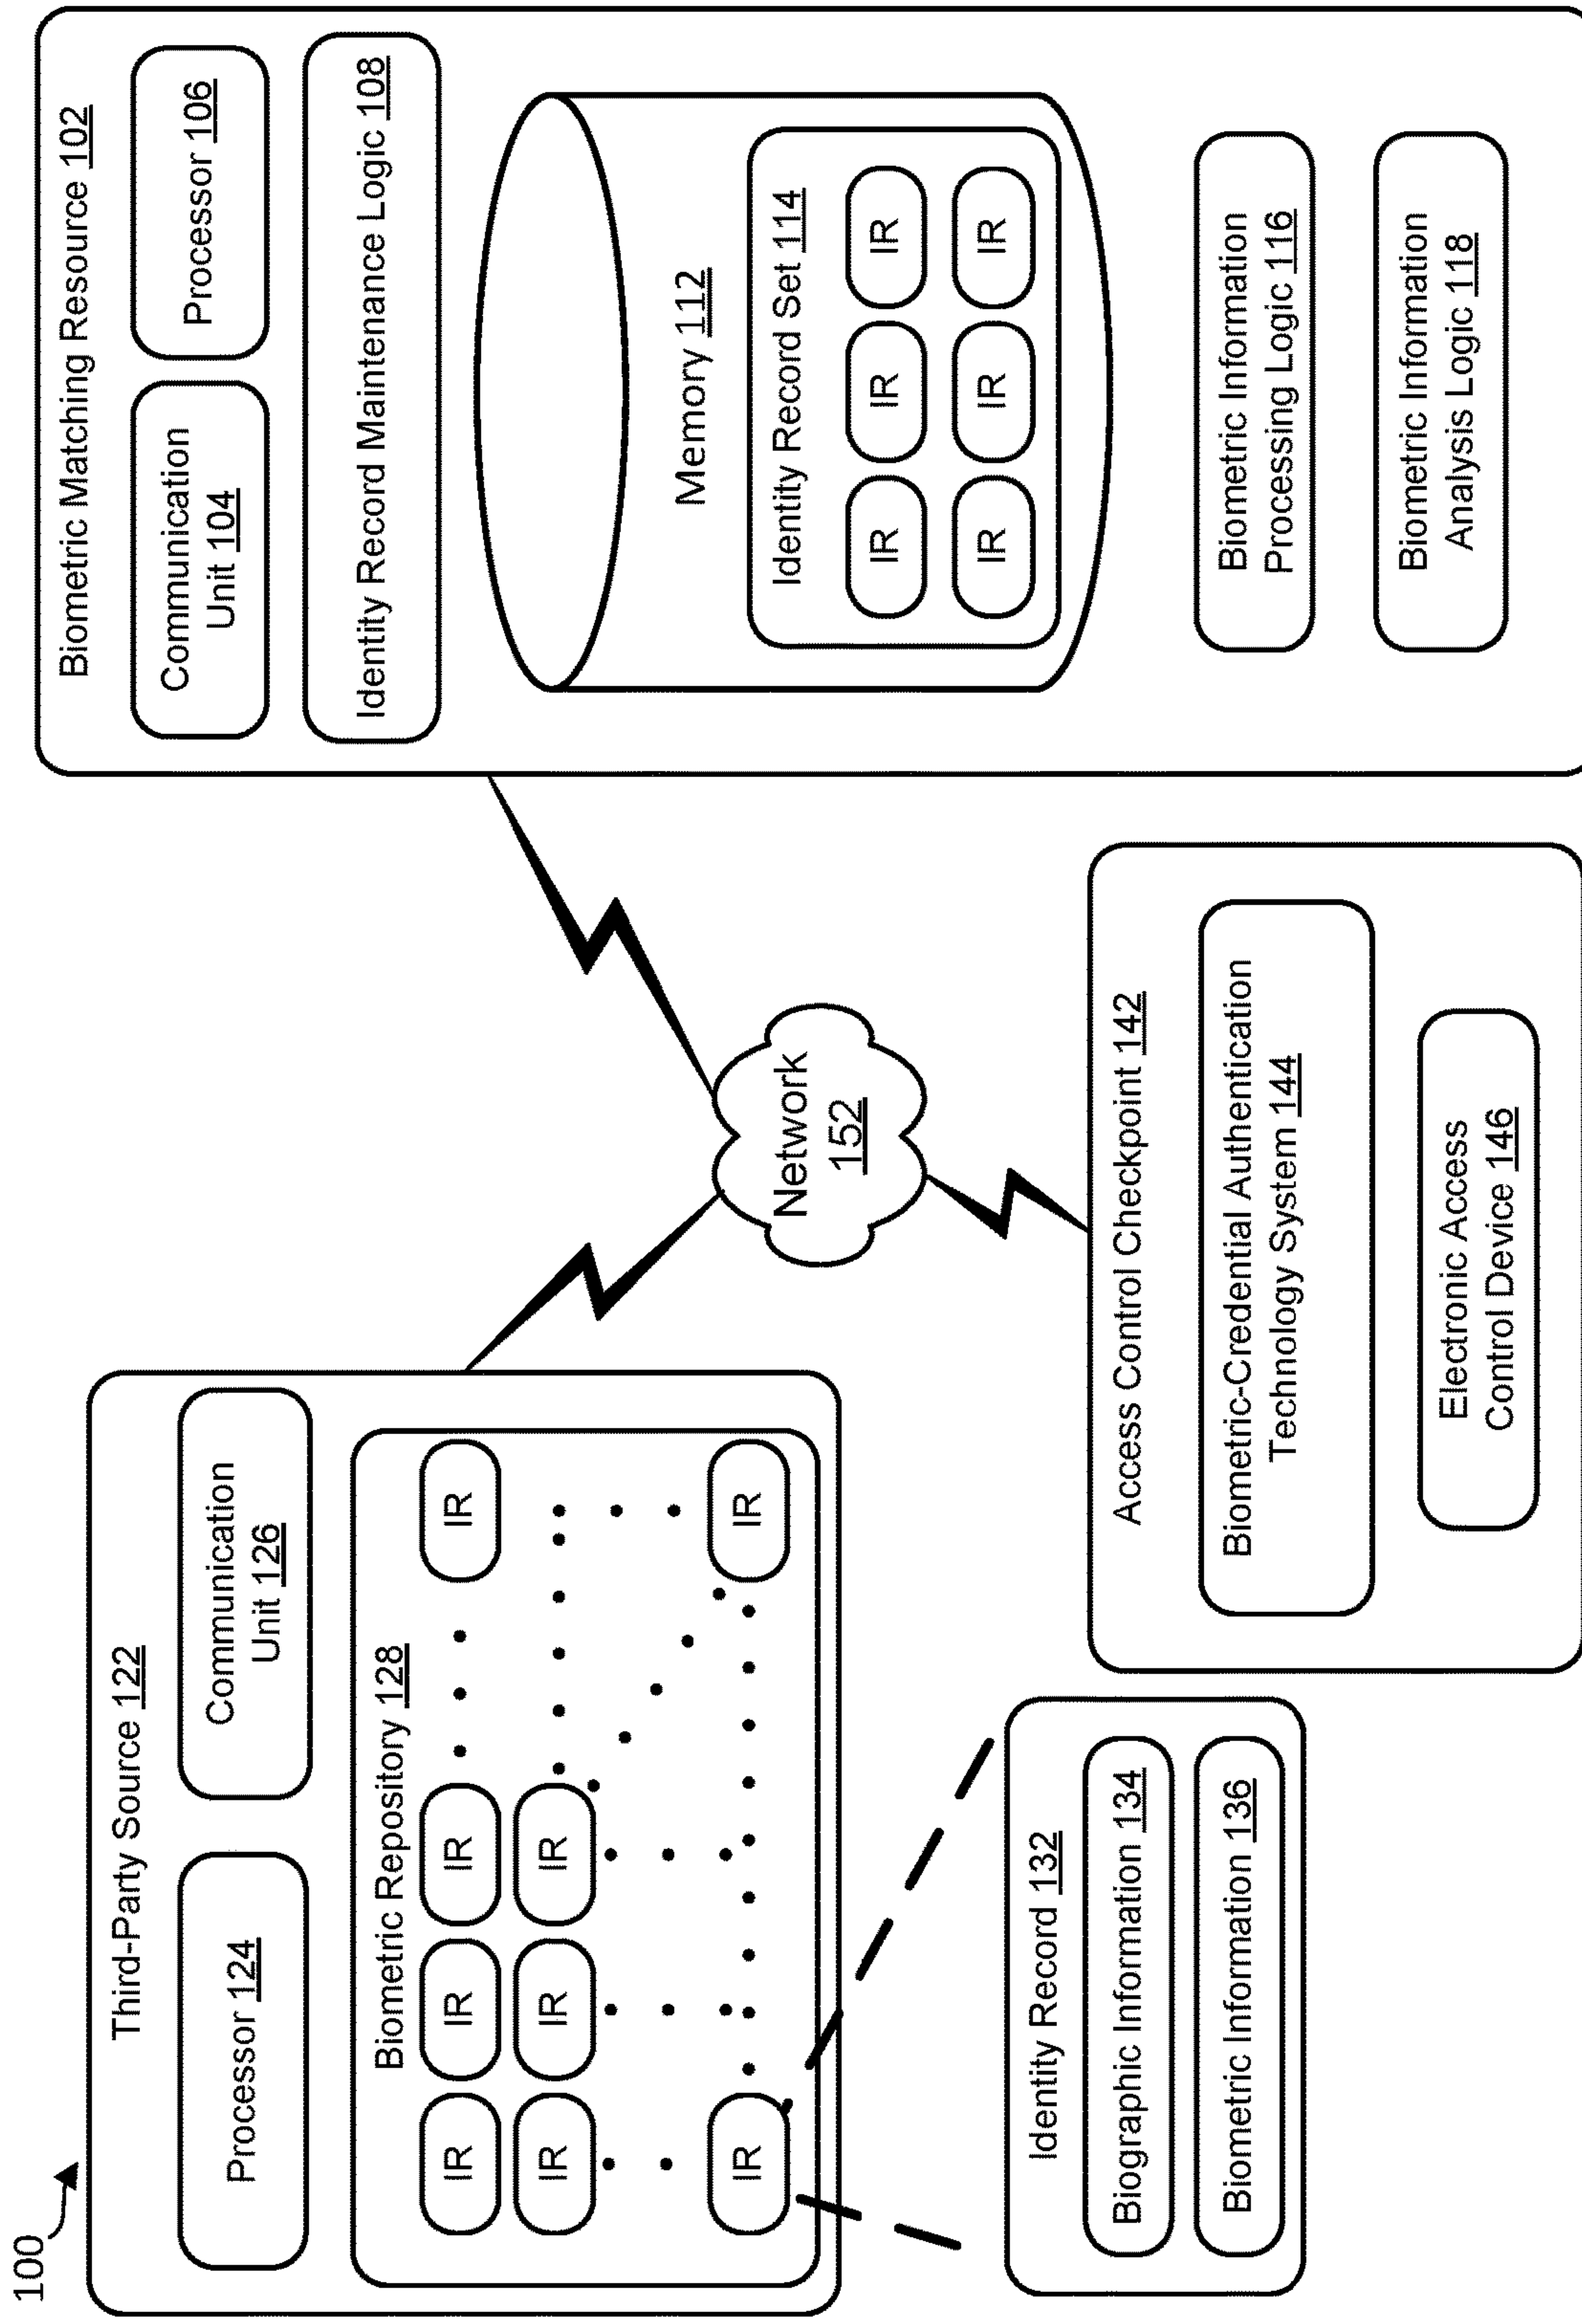 100
Third-Party Source 122
Processor 124
Communication
Unit 126
Biometric Repository 128
IR IR IR IR
IR IR IR
IR IR
Identity Record 132
Biographic Information 134
Biometric Information 136
Network
152
Access Control Checkpoint 142
Biometric-Credential Authentication
Technology System 144
Electronic Access
Control Device 146
Biometric Matching Resource 102
Communication
Unit 104
Processor 106
Identity Record Maintenance Logic 108
Memory 112
Identity Record Set 114
IR IR IR
IR IR IR
Biometric Information
Processing Logic 116
Biometric Information
Analysis Logic 118